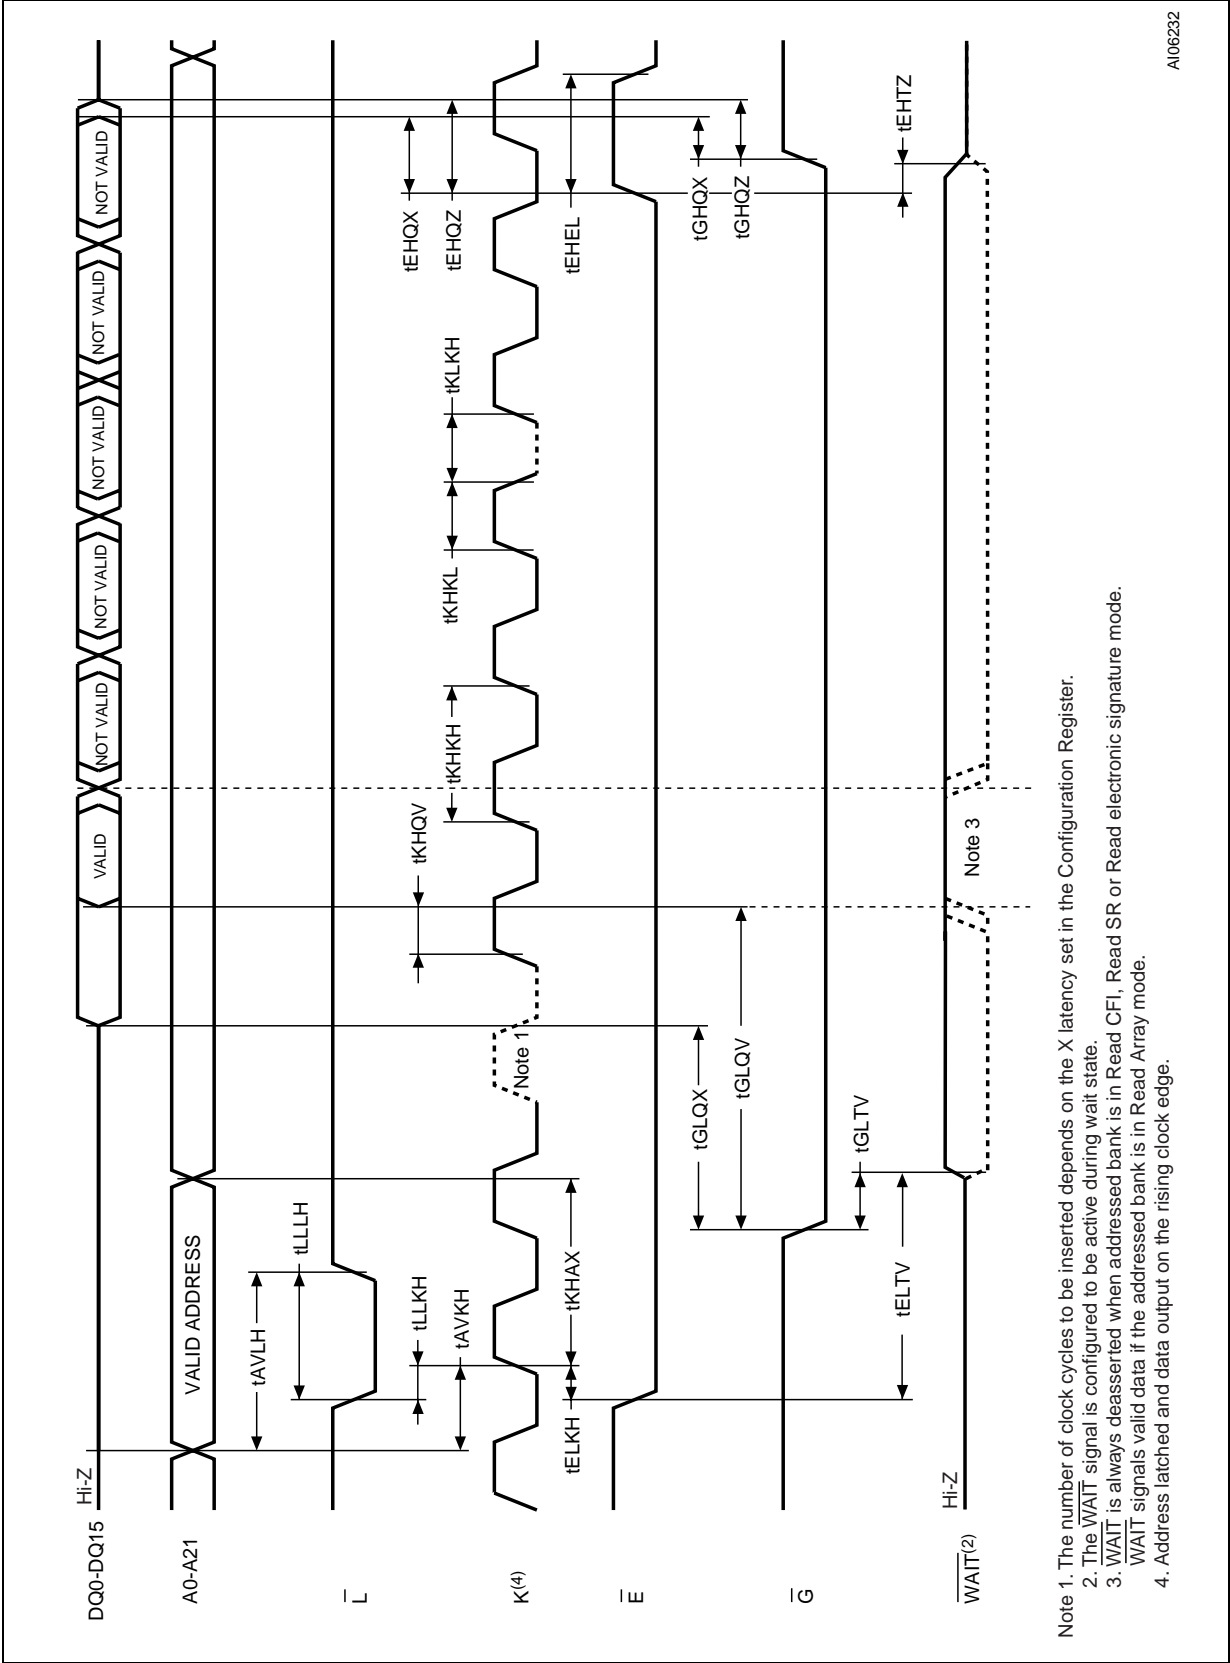 Hi-Z
DQ0-DQ15
VALID
NOT VALID
NOT VALID
NOT VALID
NOT VALID
NOT VALID
A0-A21
VALID ADDRESS
tAVLH
tLLLH
L
tLLKH
tAVKH
tKHQV
tKHKH
tKHKL
tKLKH
tEHQX
tEHQZ
K(4)
Note 1
tELKH
tKHAX
tEHEL
E
tGLQX
tGLQV
tGHQX
tGHQZ
G
tGLTV
tELTV
tEHTZ
Hi-Z
WAIT(2)
Note 3
Note 1. The number of clock cycles to be inserted depends on the X latency set in the Configuration Register.
2. The WAIT signal is configured to be active during wait state.
3. WAIT is always deasserted when addressed bank is in Read CFI, Read SR or Read electronic signature mode.
WAIT signals valid data if the addressed bank is in Read Array mode.
4. Address latched and data output on the rising clock edge.
AI06232